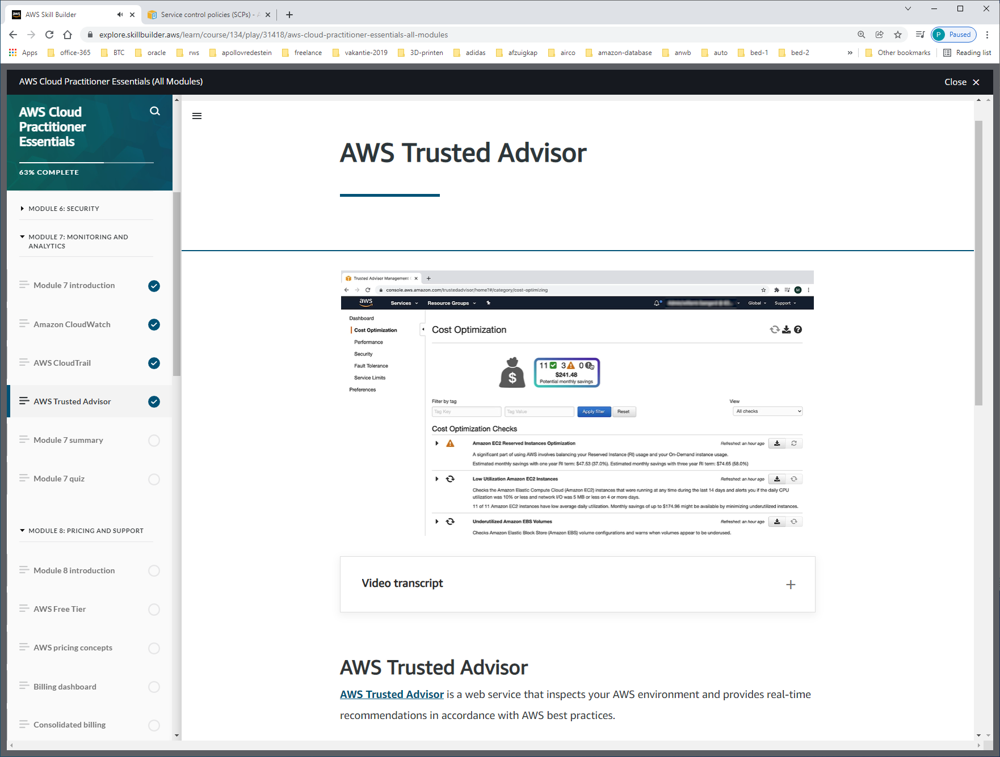 AWS Skill Builder
Service control policies (SCPs) - A
explore.skillbuilder.aws/learn/course/134/play/31418/aws-cloud-practitioner-essentials-all-modules
P Paused
Apps office-365 BTC oracle rws apollovredestein freelance vakantie-2019 3D-printen adidas afzuigkap airco amazon-database anwb auto bed-1 bed-2 » Other bookmarks Reading list
AWS Cloud Practitioner Essentials (All Modules)
Close
AWS Cloud
Practitioner
Essentials
63% COMPLETE
MODULE 6: SECURITY
MODULE 7: MONITORING AND
ANALYTICS
Module 7 introduction
Amazon CloudWatch
AWS CloudTrail
AWS Trusted Advisor
Module 7 summary
Module 7 quiz
MODULE 8: PRICING AND SUPPORT
Module 8 introduction
AWS Free Tier
AWS pricing concepts
Billing dashboard
Consolidated billing
AWS Trusted Advisor
Trusted Advisor Management
console.aws.amazon.com/trustedadvisor/home?#/category/cost-optimizing
M
aws Services Resource Groups Global Support
Dashboard
Cost Optimization
Performance
Security
Fault Tolerance
Service Limits
Preferences
Cost Optimization
$
11 3 0
$241.48
Potential monthly savings
Filter by tag
Tag Key Tag Value Apply filter Reset
View
All checks
Cost Optimization Checks
Amazon EC2 Reserved Instances Optimization Refreshed: an hour ago
A significant part of using AWS involves balancing your Reserved Instance (RI) usage and your On-Demand instance usage.
Estimated monthly savings with one year RI term: $47.53 (37.0%). Estimated monthly savings with three year RI term: $74.65 (58.0%)
Low Utilization Amazon EC2 Instances Refreshed: an hour ago
Checks the Amazon Elastic Compute Cloud (Amazon EC2) instances that were running at any time during the last 14 days and alerts you if the daily CPU
utilization was 10% or less and network I/O was 5 MB or less on 4 or more days.
11 of 11 Amazon EC2 instances have low average daily utilization. Monthly savings of up to $174.96 might be available by minimizing underutilized instances.
Underutilized Amazon EBS Volumes Refreshed: an hour ago
Checks Amazon Elastic Block Store (Amazon EBS) volume configurations and warns when volumes appear to be underused.
Video transcript
AWS Trusted Advisor
AWS Trusted Advisor is a web service that inspects your AWS environment and provides real-time
recommendations in accordance with AWS best practices.